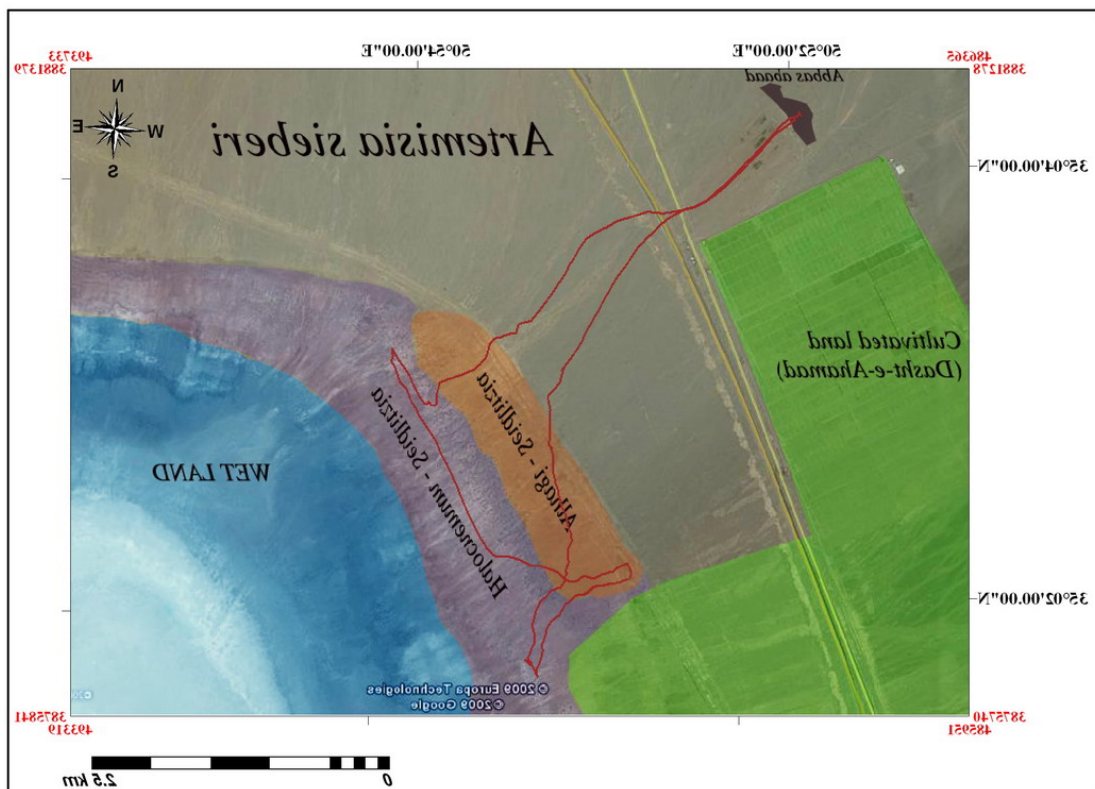 486365
50°52'00.00"E
50°54'00.00"E
493733
3881278
3881379
Abbas abaad
N
W
E
S
Artemisia sieberi
35°04'00.00"N
Cultivated land
(Dasht-e-Ahamad)
Alhagi - Seidlitzia
Halocnemum - Seidlitzia
WET LAND
35°02'00.00"N
© 2009 Europa Technologies
© 2009 Google
3875740
3875841
485951
493319
0
2.5 km